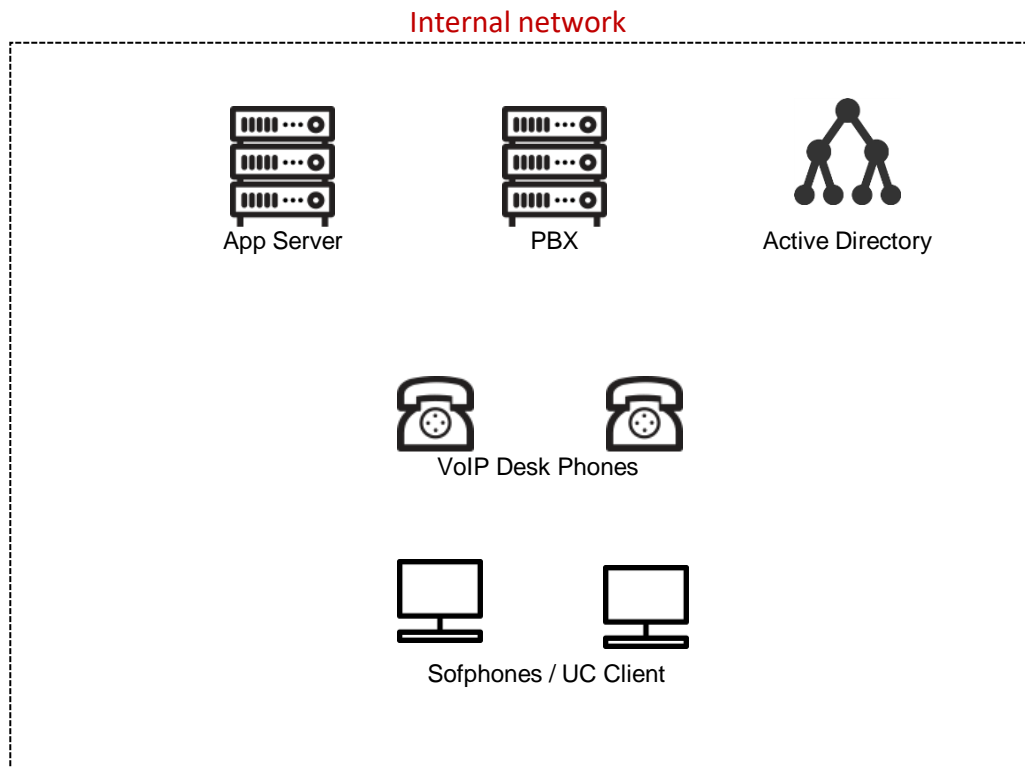 Internal network
App Server
PBX
Active Directory
VoIP Desk Phones
Sofphones / UC Client